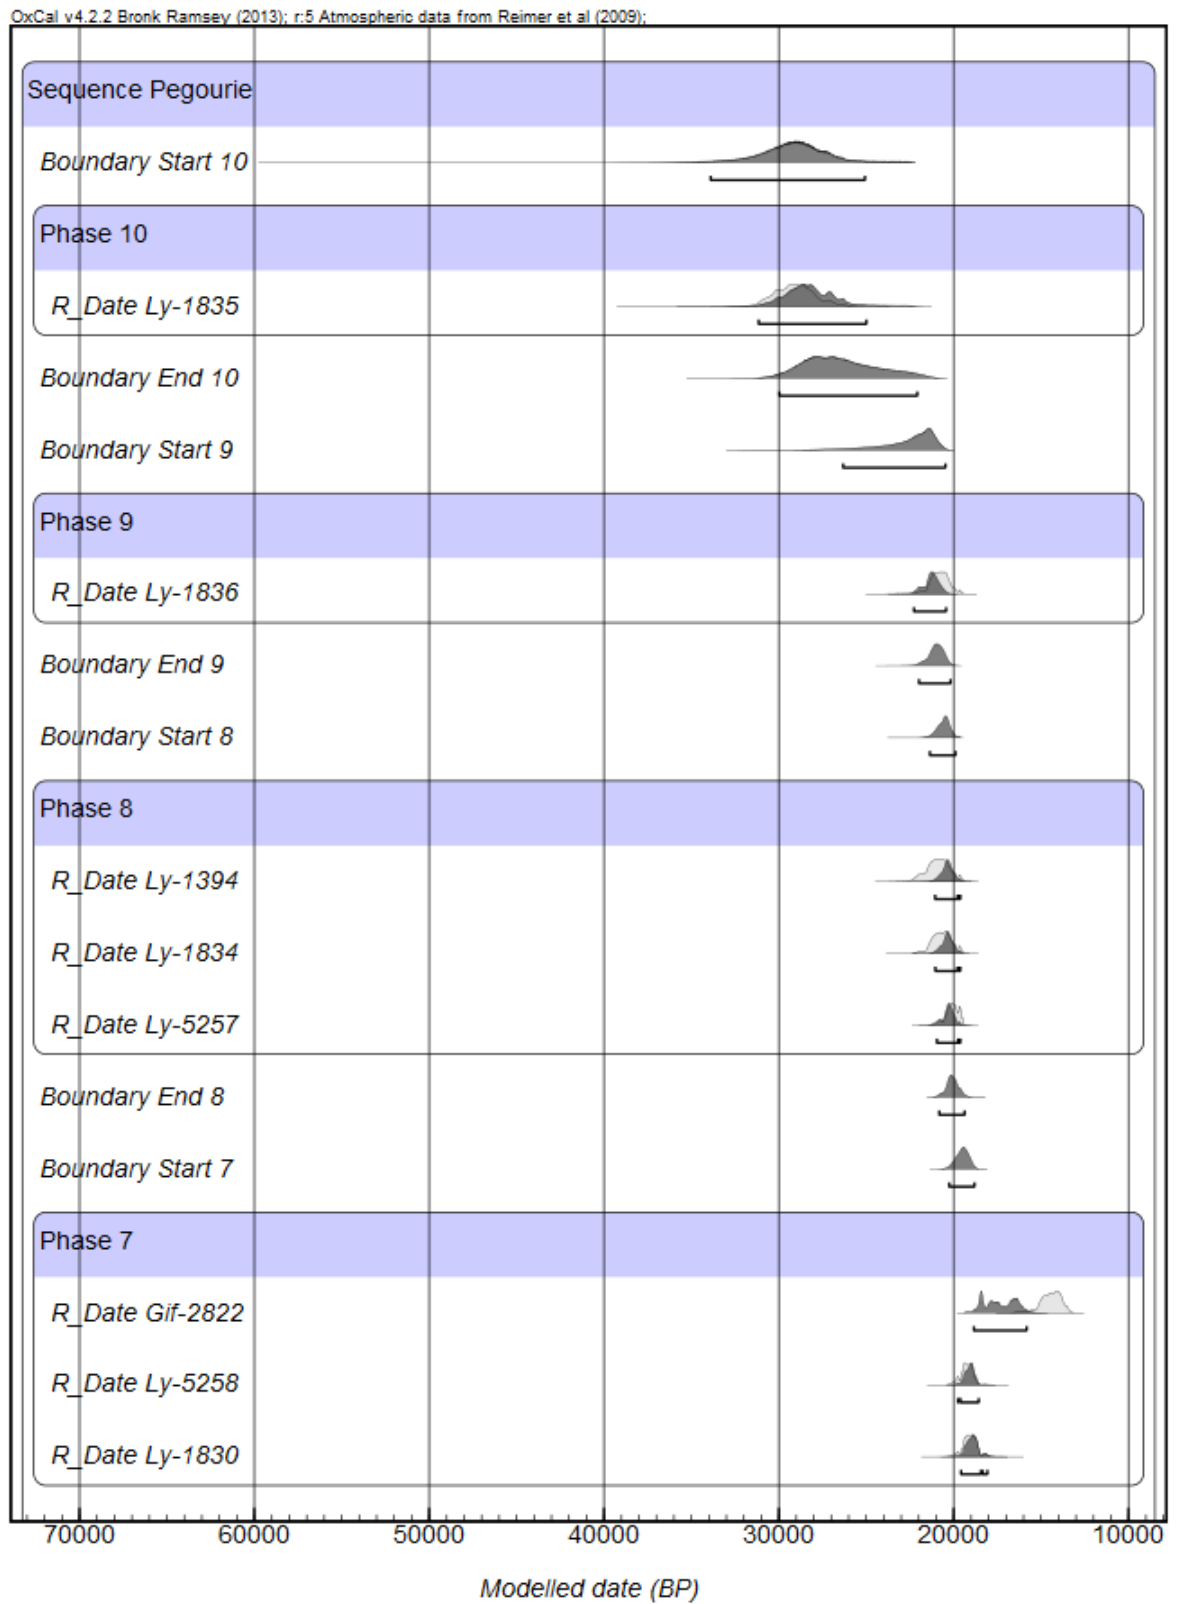 OxCal v4.2.2 Bronk Ramsey (2013); r:5 Atmospheric data from Reimer et al (2009);
Sequence Pegourie
Boundary Start 10
Phase 10
R_Date Ly-1835
Boundary End 10
Boundary Start 9
Phase 9
R_Date Ly-1836
Boundary End 9
Boundary Start 8
Phase 8
R_Date Ly-1394
R_Date Ly-1834
R_Date Ly-5257
Boundary End 8
Boundary Start 7
Phase 7
R_Date Gif-2822
R_Date Ly-5258
R_Date Ly-1830
70000 60000 50000 40000 30000 20000 10000
Modelled date (BP)